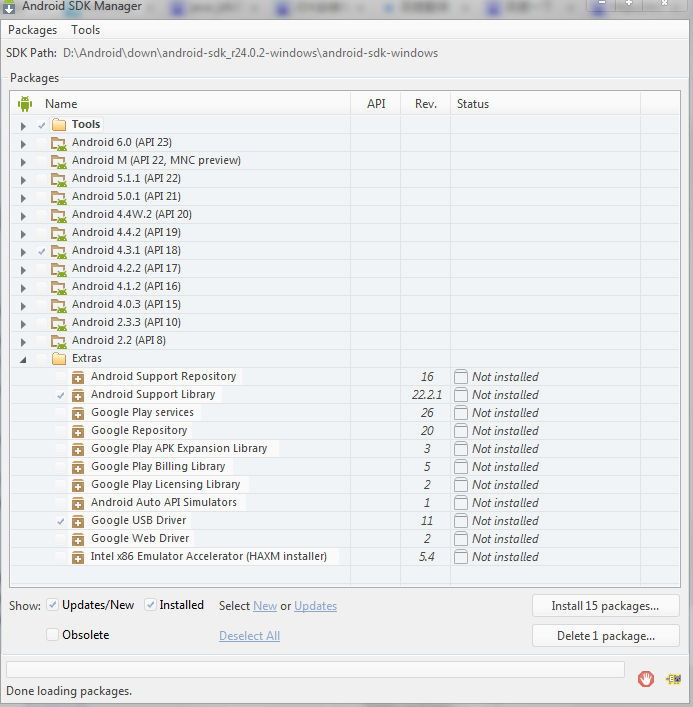 Android SDK Manager
Packages Tools
SDK Path: D:\Android\down\android-sdk_r24.0.2-windows\android-sdk-windows
Packages
Name API Rev. Status
Tools
Android 6.0 (API 23)
Android M (API 22, MNC preview)
Android 5.1.1 (API 22)
Android 5.0.1 (API 21)
Android 4.4W.2 (API 20)
Android 4.4.2 (API 19)
Android 4.3.1 (API 18)
Android 4.2.2 (API 17)
Android 4.1.2 (API 16)
Android 4.0.3 (API 15)
Android 2.3.3 (API 10)
Android 2.2 (API 8)
Extras
Android Support Repository 16 Not installed
Android Support Library 22.2.1 Not installed
Google Play services 26 Not installed
Google Repository 20 Not installed
Google Play APK Expansion Library 3 Not installed
Google Play Billing Library 5 Not installed
Google Play Licensing Library 2 Not installed
Android Auto API Simulators 1 Not installed
Google USB Driver 11 Not installed
Google Web Driver 2 Not installed
Intel x86 Emulator Accelerator (HAXM installer) 5.4 Not installed
Show: Updates/New Installed Select New or Updates Install 15 packages...
Obsolete Deselect All Delete 1 package...
Done loading packages.